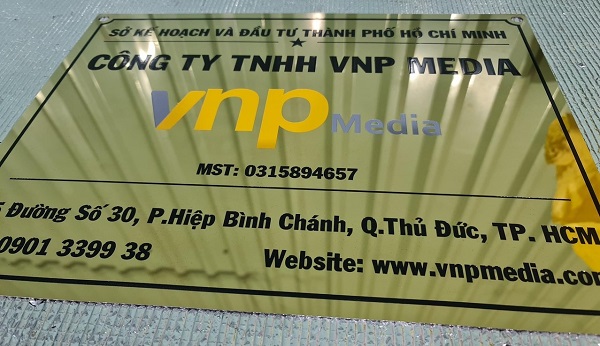 SỞ KẾ HOẠCH VÀ ĐẦU TƯ THÀNH PHỐ HỒ CHÍ MINH
CÔNG TY TNHH VNP MEDIA
vnp Media
MST: 0315894657
Đường Số 30, P.Hiệp Bình Chánh, Q.Thủ Đức, TP. HCM
0901 3399 38 Website: www.vnpmedia.com